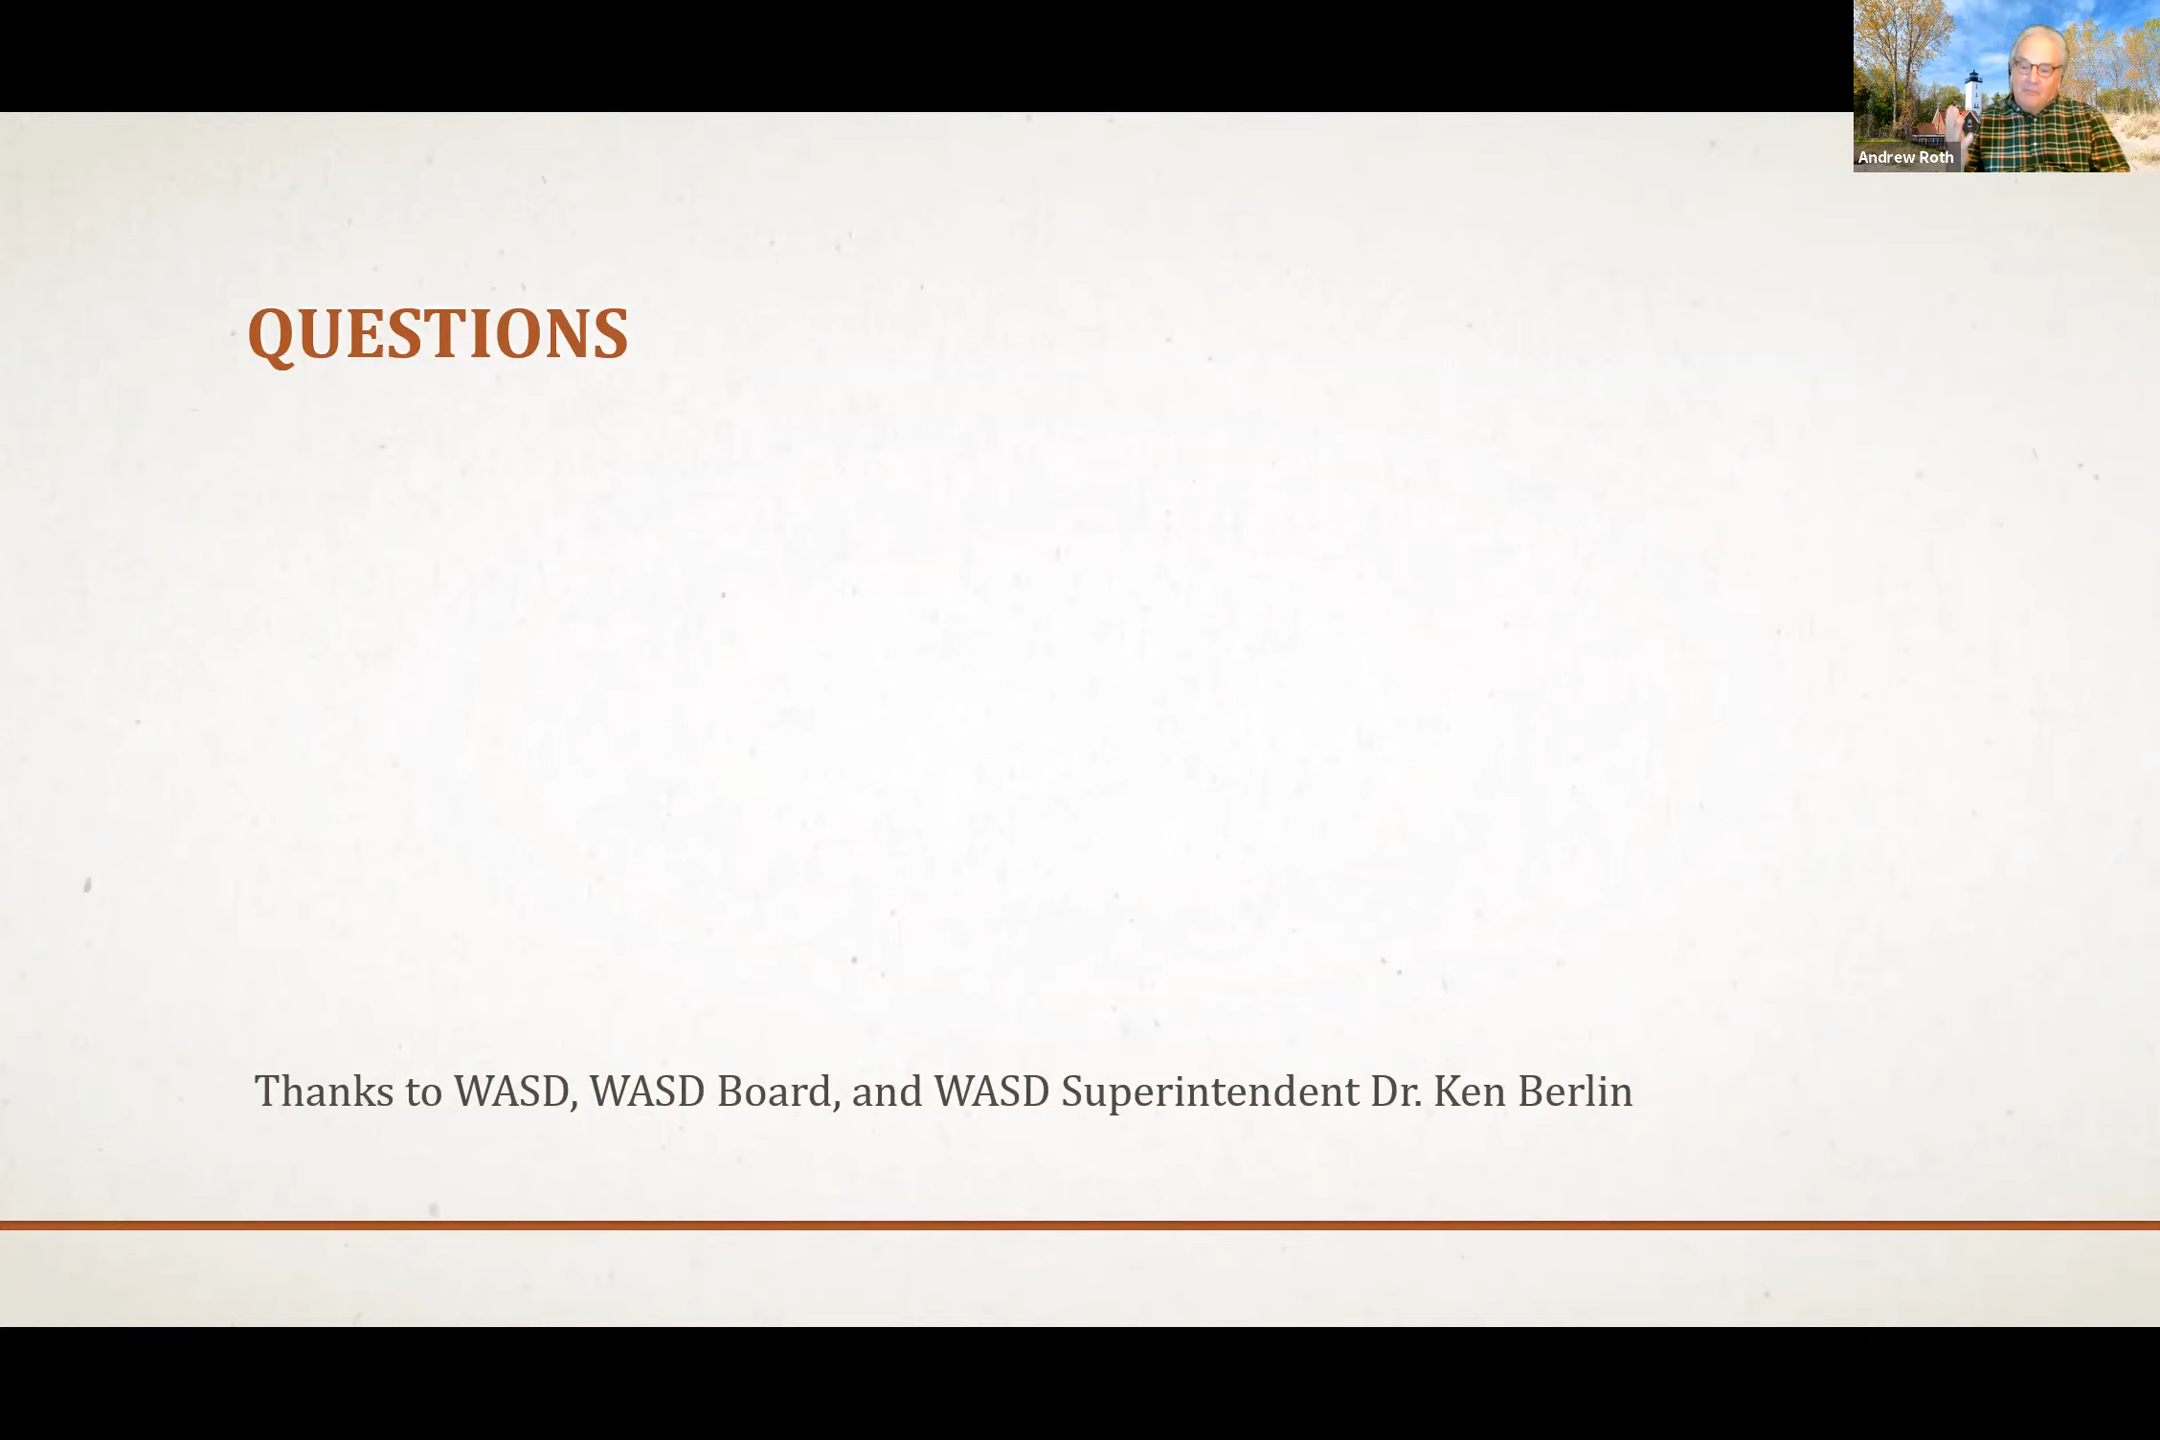 Andrew Roth
QUESTIONS
Thanks to WASD, WASD Board, and WASD Superintendent Dr. Ken Berlin